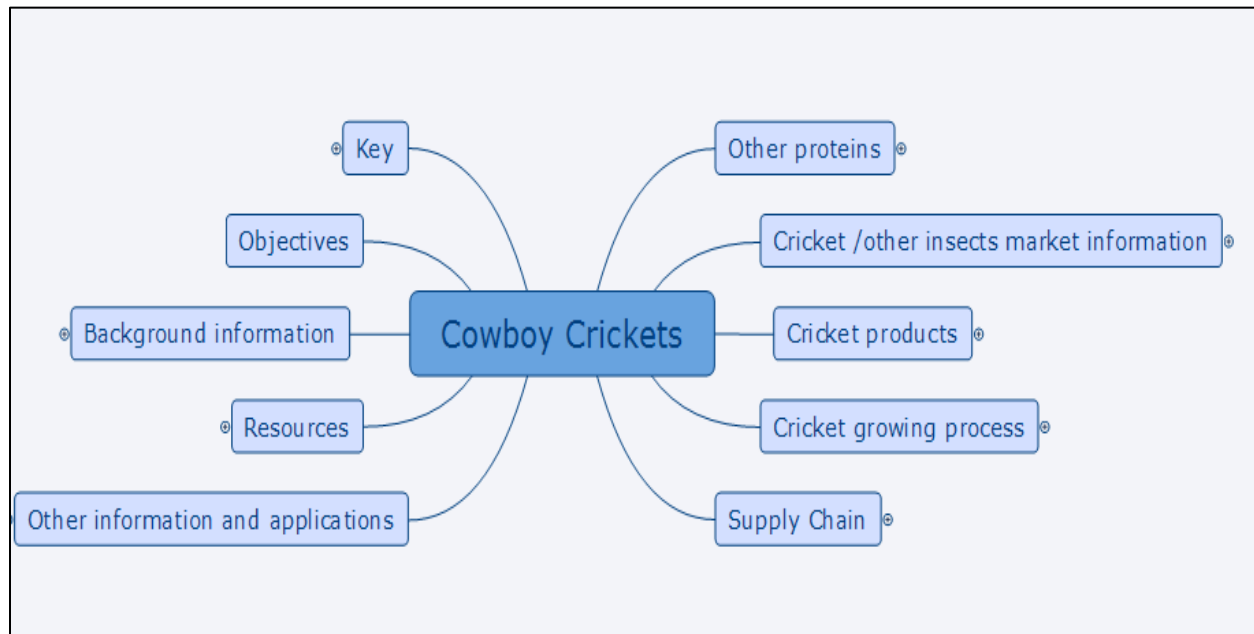 Key
Objectives
Background information
Resources
Other information and applications
Cowboy Crickets
Other proteins
Cricket /other insects market information
Cricket products
Cricket growing process
Supply Chain